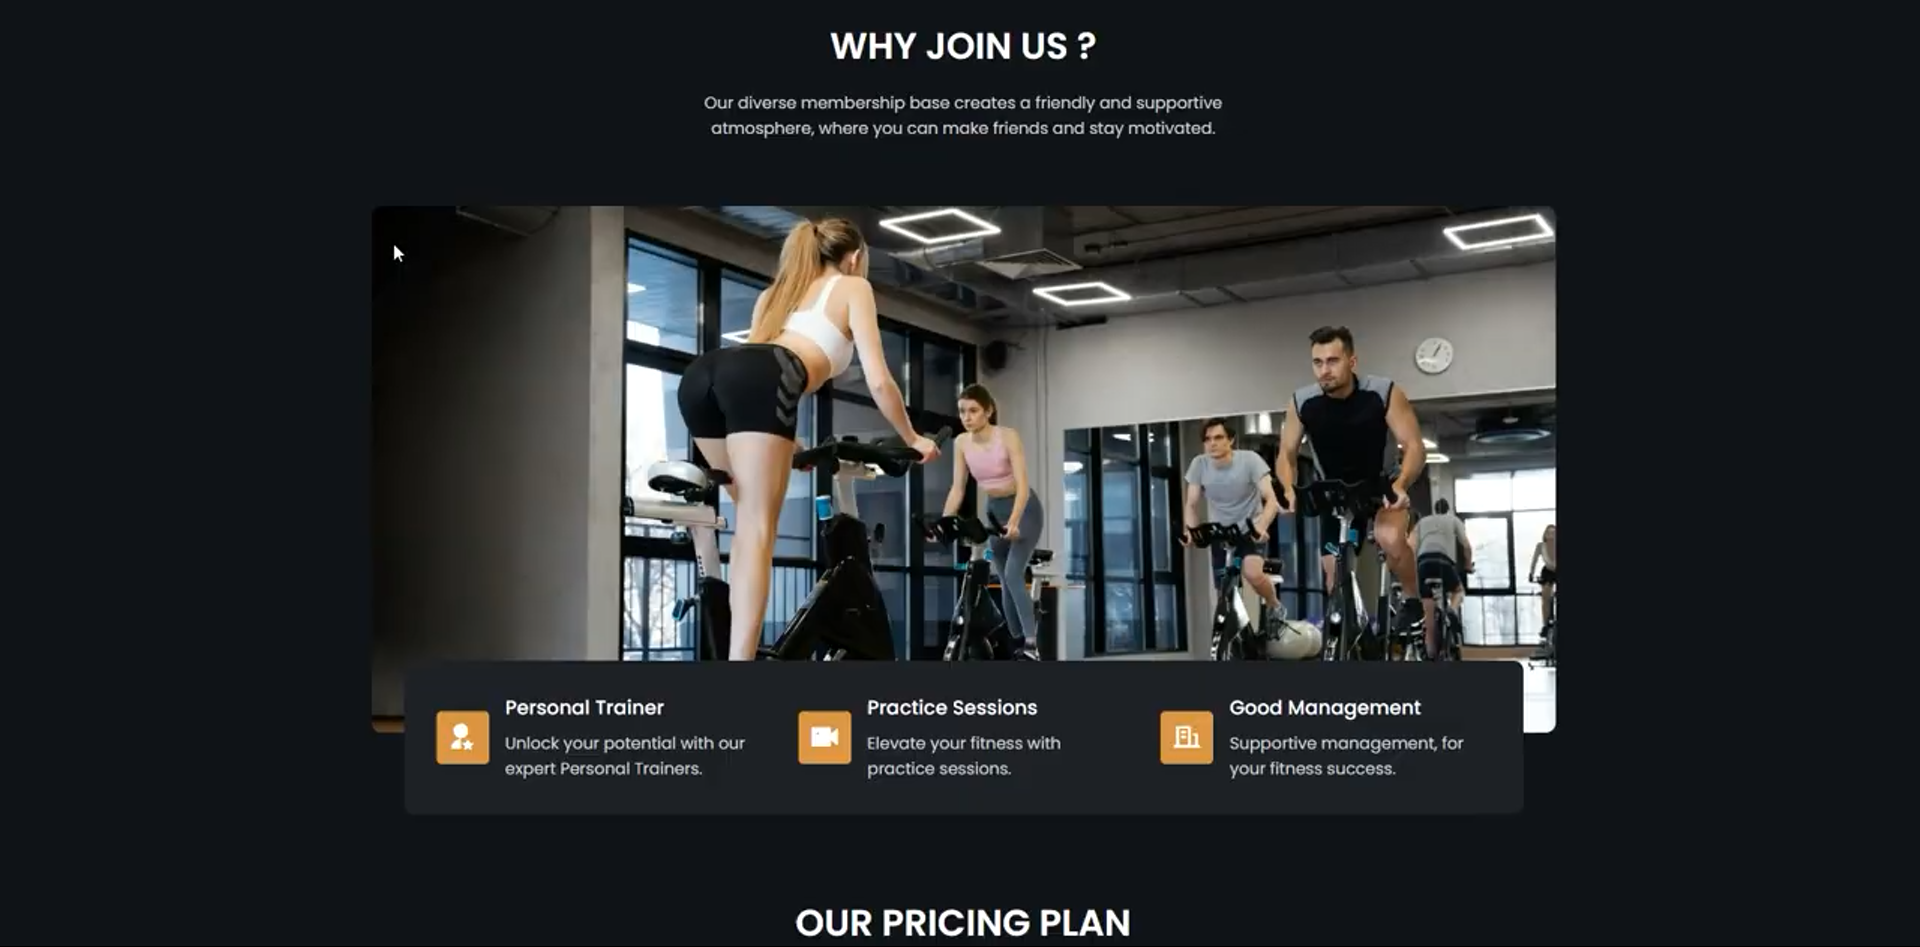 WHY JOIN US ?
Our diverse membership base creates a friendly and supportive
atmosphere, where you can make friends and stay motivated.
Personal Trainer
Unlock your potential with our
expert Personal Trainers.
Practice Sessions
Elevate your fitness with
practice sessions.
Good Management
Supportive management, for
your fitness success.
OUR PRICING PLAN